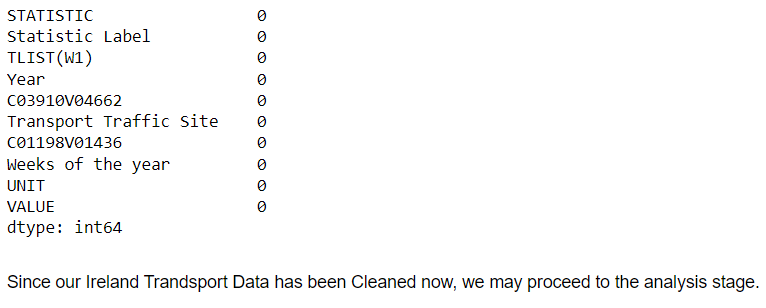 STATISTIC 0
Statistic Label 0
TLIST(W1) 0
Year 0
C03910V04662 0
Transport Traffic Site 0
C01198V01436 0
Weeks of the year 0
UNIT 0
VALUE 0
dtype: int64
Since our Ireland Trandsport Data has been Cleaned now, we may proceed to the analysis stage.